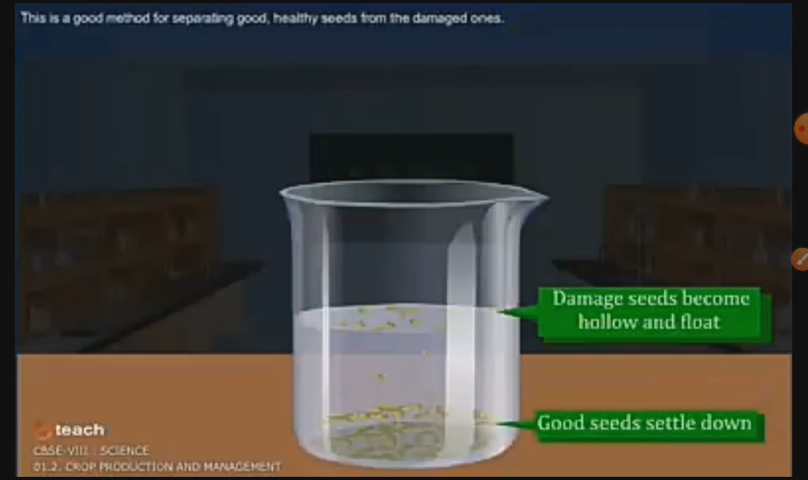 This is a good method for separating good, healthy seeds from the damaged ones.
Damage seeds become
hollow and float
Good seeds settle down
teach
CBSE-VIII : SCIENCE
01.2. CROP PRODUCTION AND MANAGEMENT